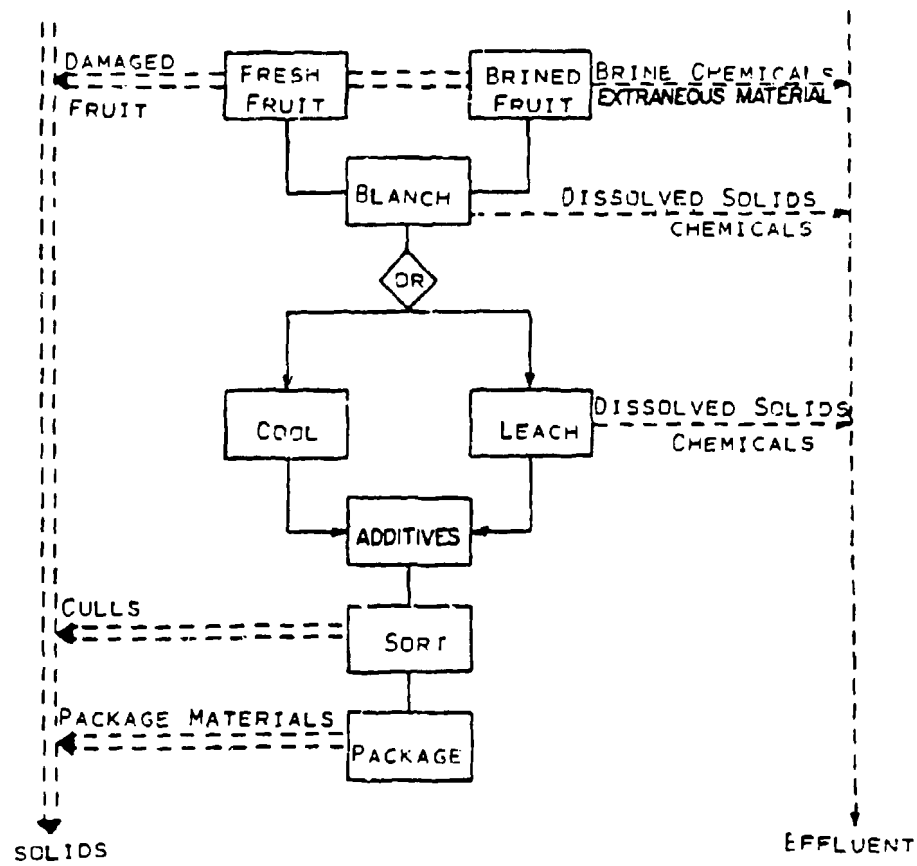 DAMAGED
FRUIT
FRESH
FRUIT
BRINED
FRUIT
BRINE CHEMICALS
EXTRANEOUS MATERIAL
BLANCH
DISSOLVED SOLIDS
CHEMICALS
OR
COOL
LEACH
DISSOLVED SOLIDS
CHEMICALS
ADDITIVES
CULLS
SORT
PACKAGE MATERIALS
PACKAGE
SOLIDS
EFFLUENT